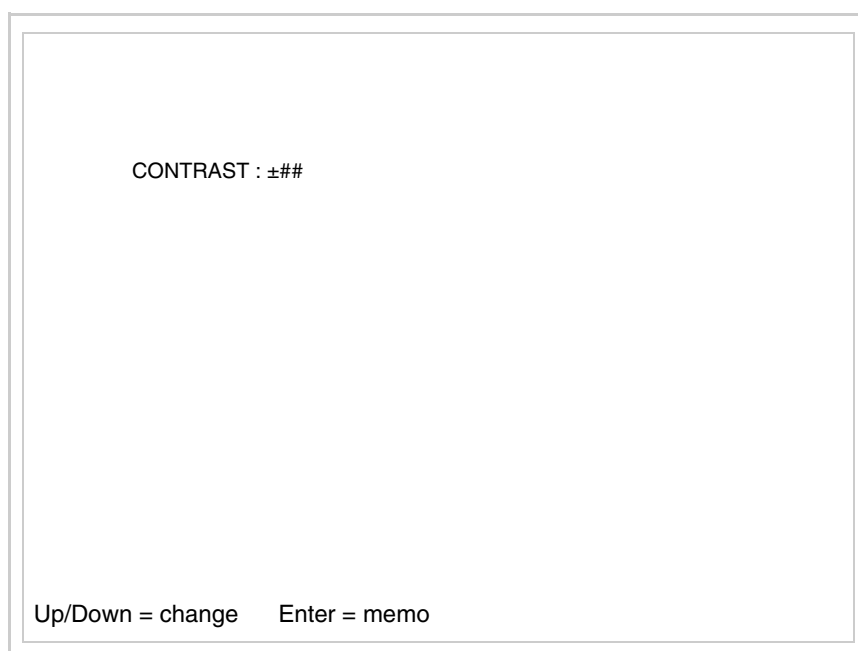 CONTRAST : ±##
Up/Down = change Enter = memo